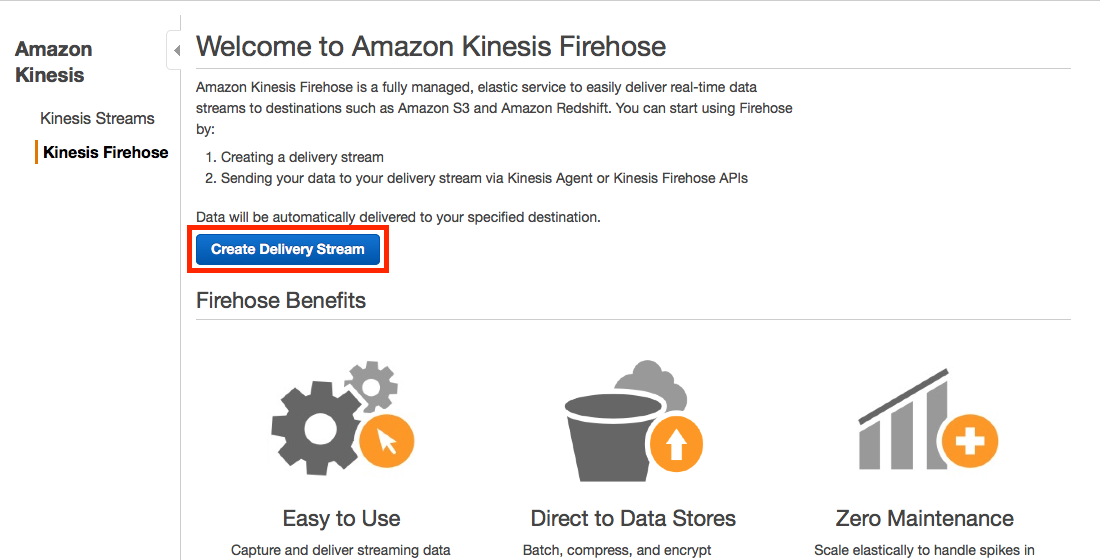 Amazon
Kinesis
Kinesis Streams
Kinesis Firehose
Welcome to Amazon Kinesis Firehose
Amazon Kinesis Firehose is a fully managed, elastic service to easily deliver real-time data
streams to destinations such as Amazon S3 and Amazon Redshift. You can start using Firehose
by:
1. Creating a delivery stream
2. Sending your data to your delivery stream via Kinesis Agent or Kinesis Firehose APIs
Data will be automatically delivered to your specified destination.
Create Delivery Stream
Firehose Benefits
Easy to Use
Capture and deliver streaming data
Direct to Data Stores
Batch, compress, and encrypt
Zero Maintenance
Scale elastically to handle spikes in